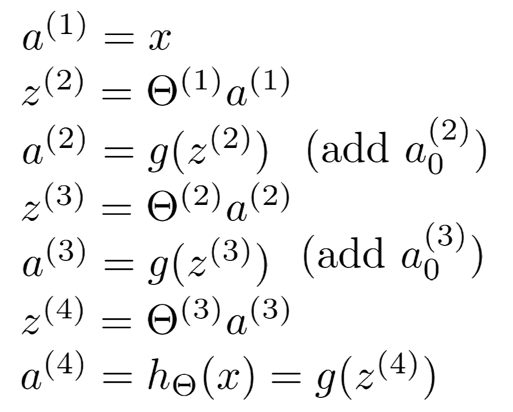 a^{(1)} = x
z^{(2)} = Θ^{(1)}a^{(1)}
a^{(2)} = g(z^{(2)}) (add a_0^{(2)})
z^{(3)} = Θ^{(2)}a^{(2)}
a^{(3)} = g(z^{(3)}) (add a_0^{(3)})
z^{(4)} = Θ^{(3)}a^{(3)}
a^{(4)} = h_Θ(x) = g(z^{(4)})